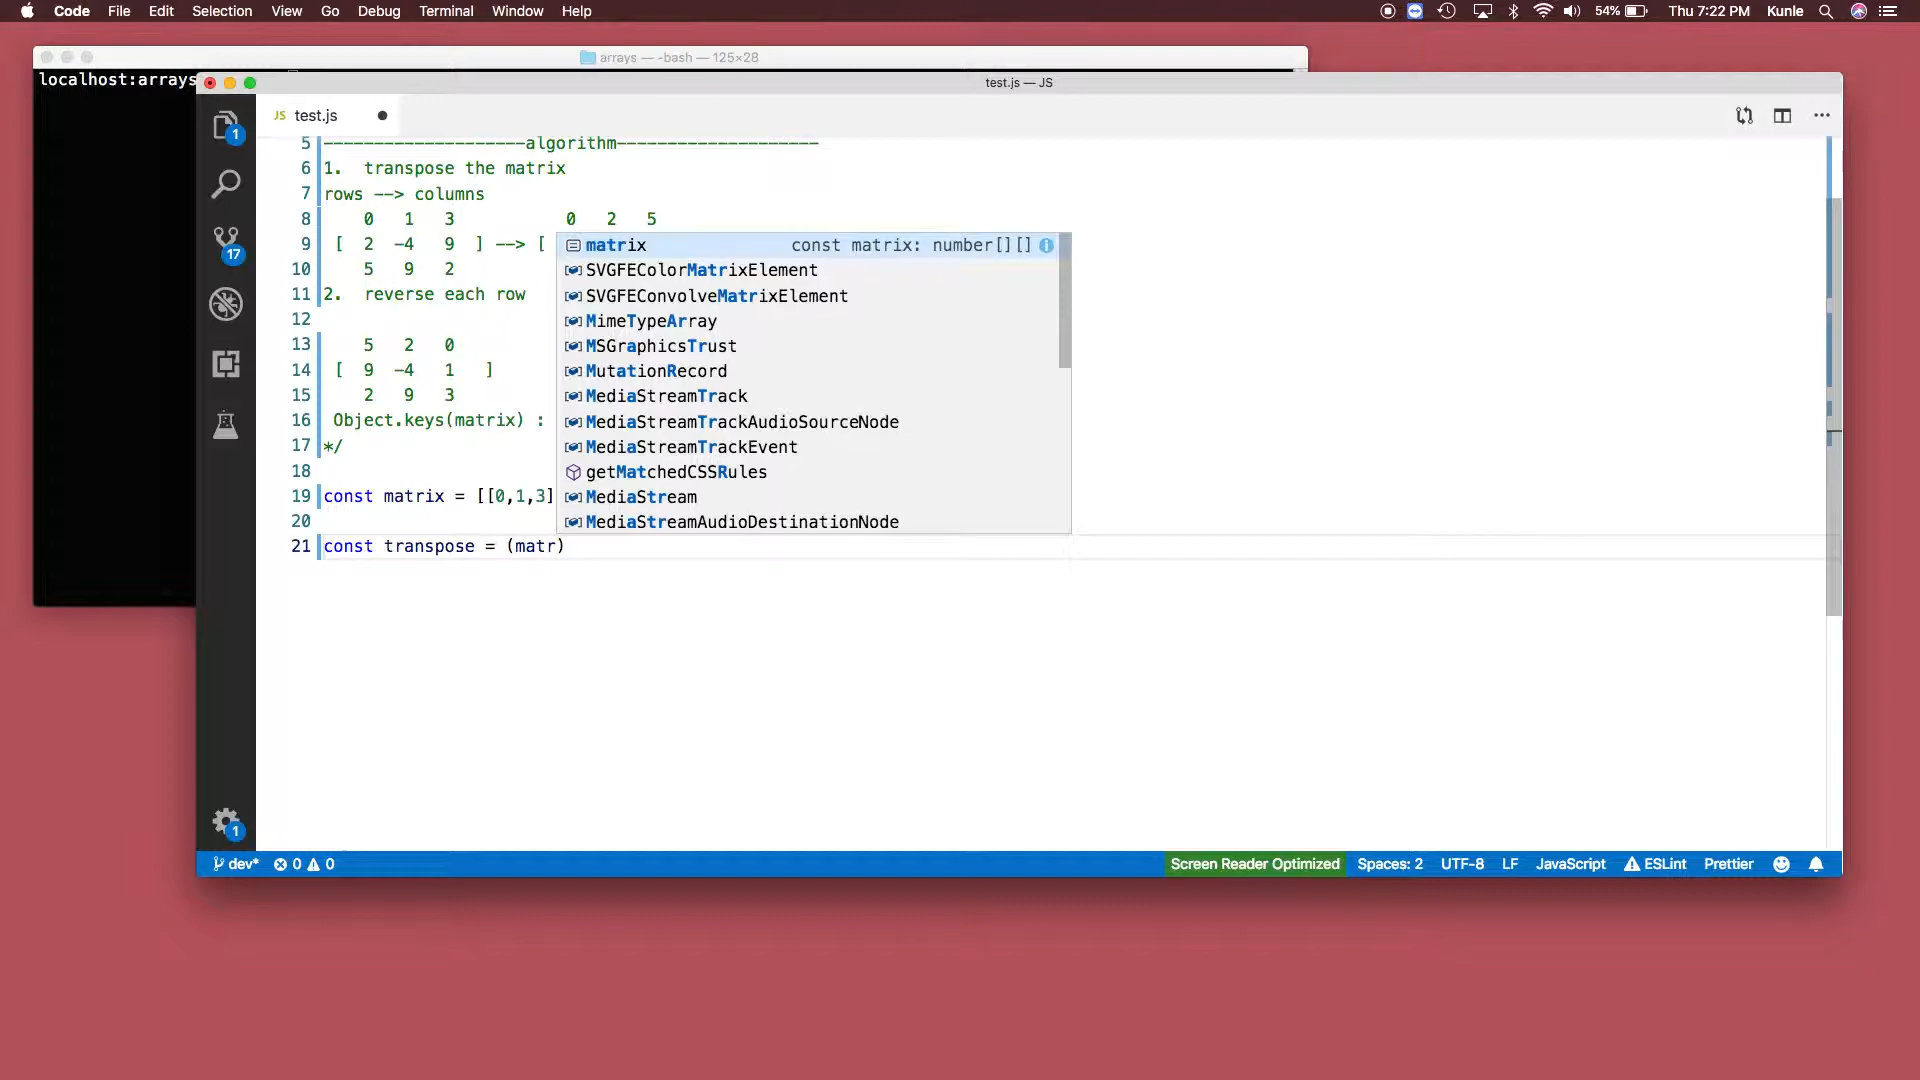 Code File Edit Selection View Go Debug Terminal Window Help 54% Thu 7:22 PM Kunle
arrays — -bash — 125×28
localhost:arrays
test.js — JS
JS test.js
5 --------------------algorithm--------------------
6 1. transpose the matrix
7 rows --> columns
8 0 1 3 0 2 5
9 [ 2 -4 9 ] --> [
10 5 9 2
11 2. reverse each row
12
13 5 2 0
14 [ 9 -4 1 ]
15 2 9 3
16 Object.keys(matrix) :
17 */
18
19 const matrix = [[0,1,3]
20
21 const transpose = (matr)
matrix const matrix: number[][]
SVGFEColorMatrixElement
SVGFEConvolveMatrixElement
MimeTypeArray
MSGraphicsTrust
MutationRecord
MediaStreamTrack
MediaStreamTrackAudioSourceNode
MediaStreamTrackEvent
getMatchedCSSRules
MediaStream
MediaStreamAudioDestinationNode
1
17
1
dev* 0 0 Screen Reader Optimized Spaces: 2 UTF-8 LF JavaScript ESLint Prettier